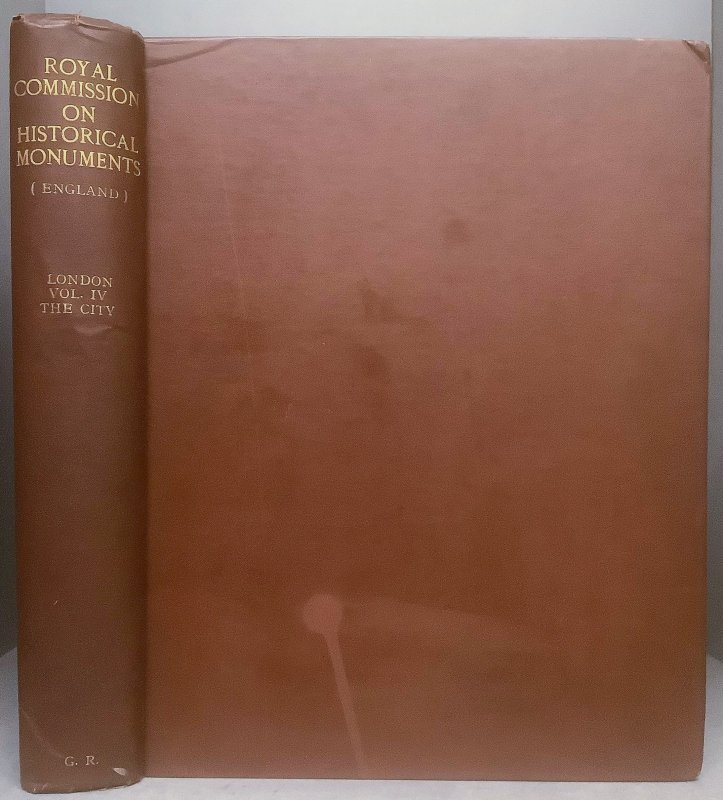 ROYAL
COMMISSION
ON
HISTORICAL
MONUMENTS
( ENGLAND )
LONDON
VOL. IV
THE CITY
G. R.